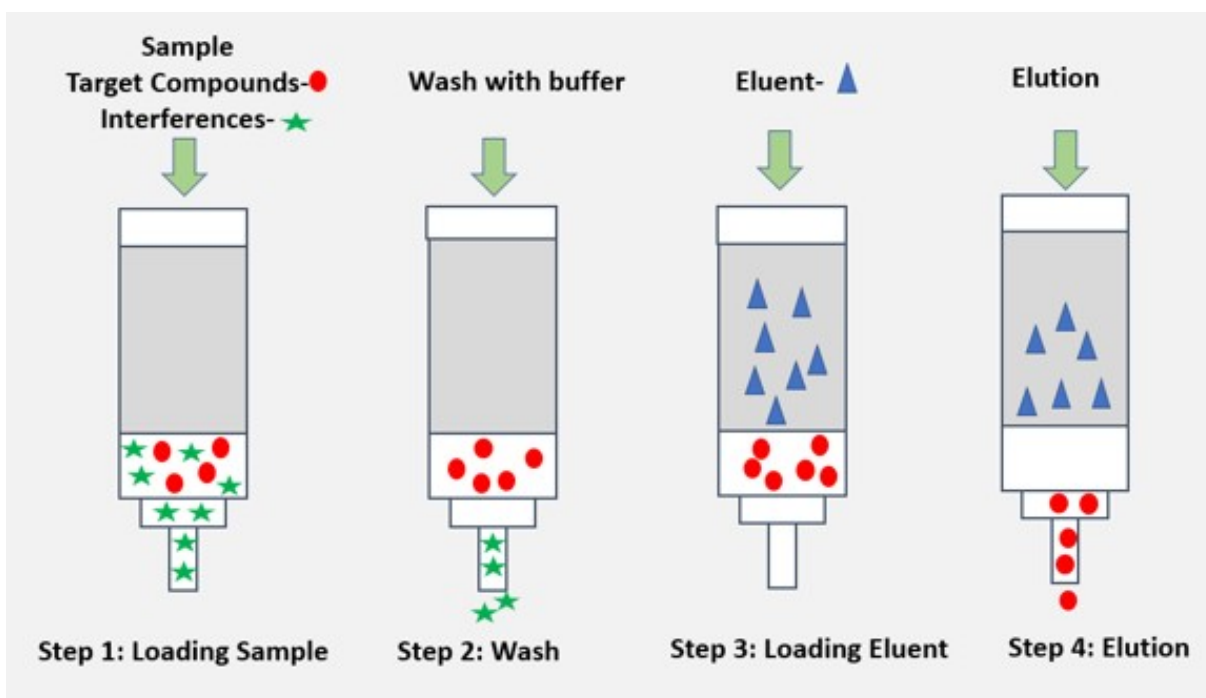 Sample
Target Compounds-
Interferences-
Wash with buffer
Eluent-
Elution
Step 1: Loading Sample
Step 2: Wash
Step 3: Loading Eluent
Step 4: Elution